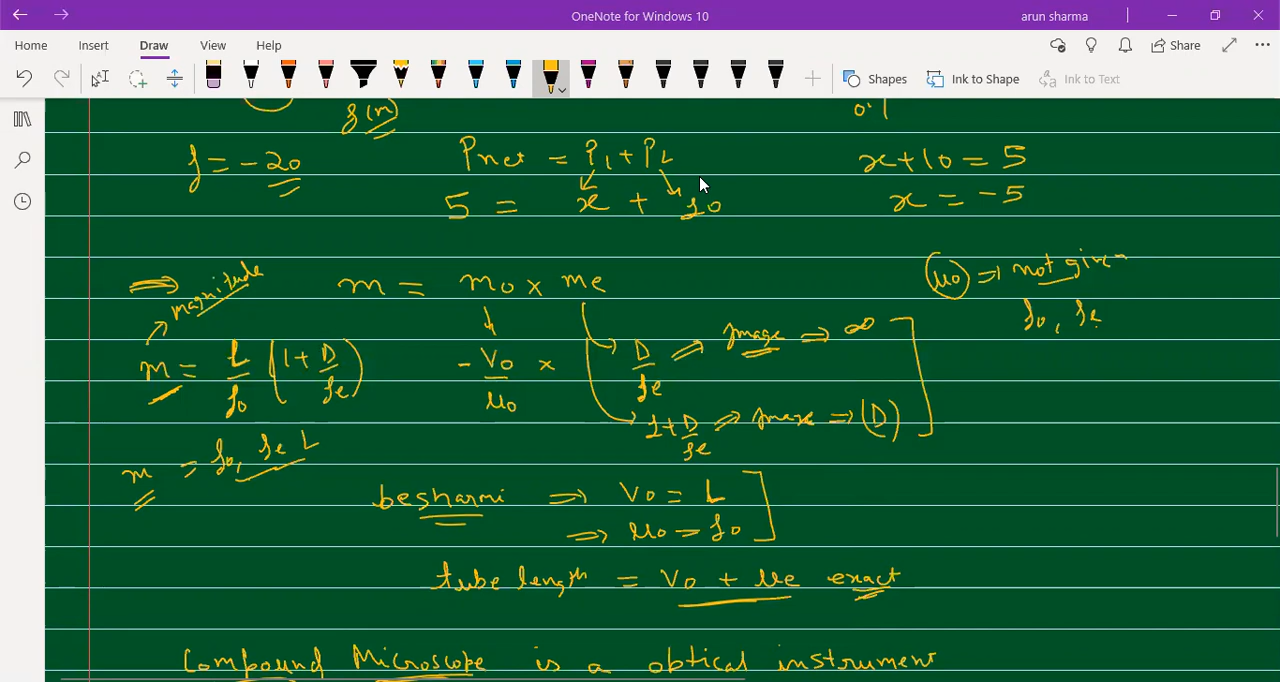 OneNote for Windows 10
arun sharma
Home Insert Draw View Help
Share
Shapes
Ink to Shape
Ink to Text
f(m)
0.1
f = -20
Pnet = P1 + P2
x+10 = 5
5 = x + 10
x = -5
magnitude
m = mo x me
uo ⇒ not given
fo, fe
m = L/fo (1 + D/fe)
- Vo/uo x
D/fe ⇒ Image ⇒ ∞
1+D/fe ⇒ Image ⇒ (D)
m = fo, fe L
besharmi ⇒ Vo = L
⇒ uo = fo
tube length = Vo + ue exact
Compound Microscope is a optical instrument